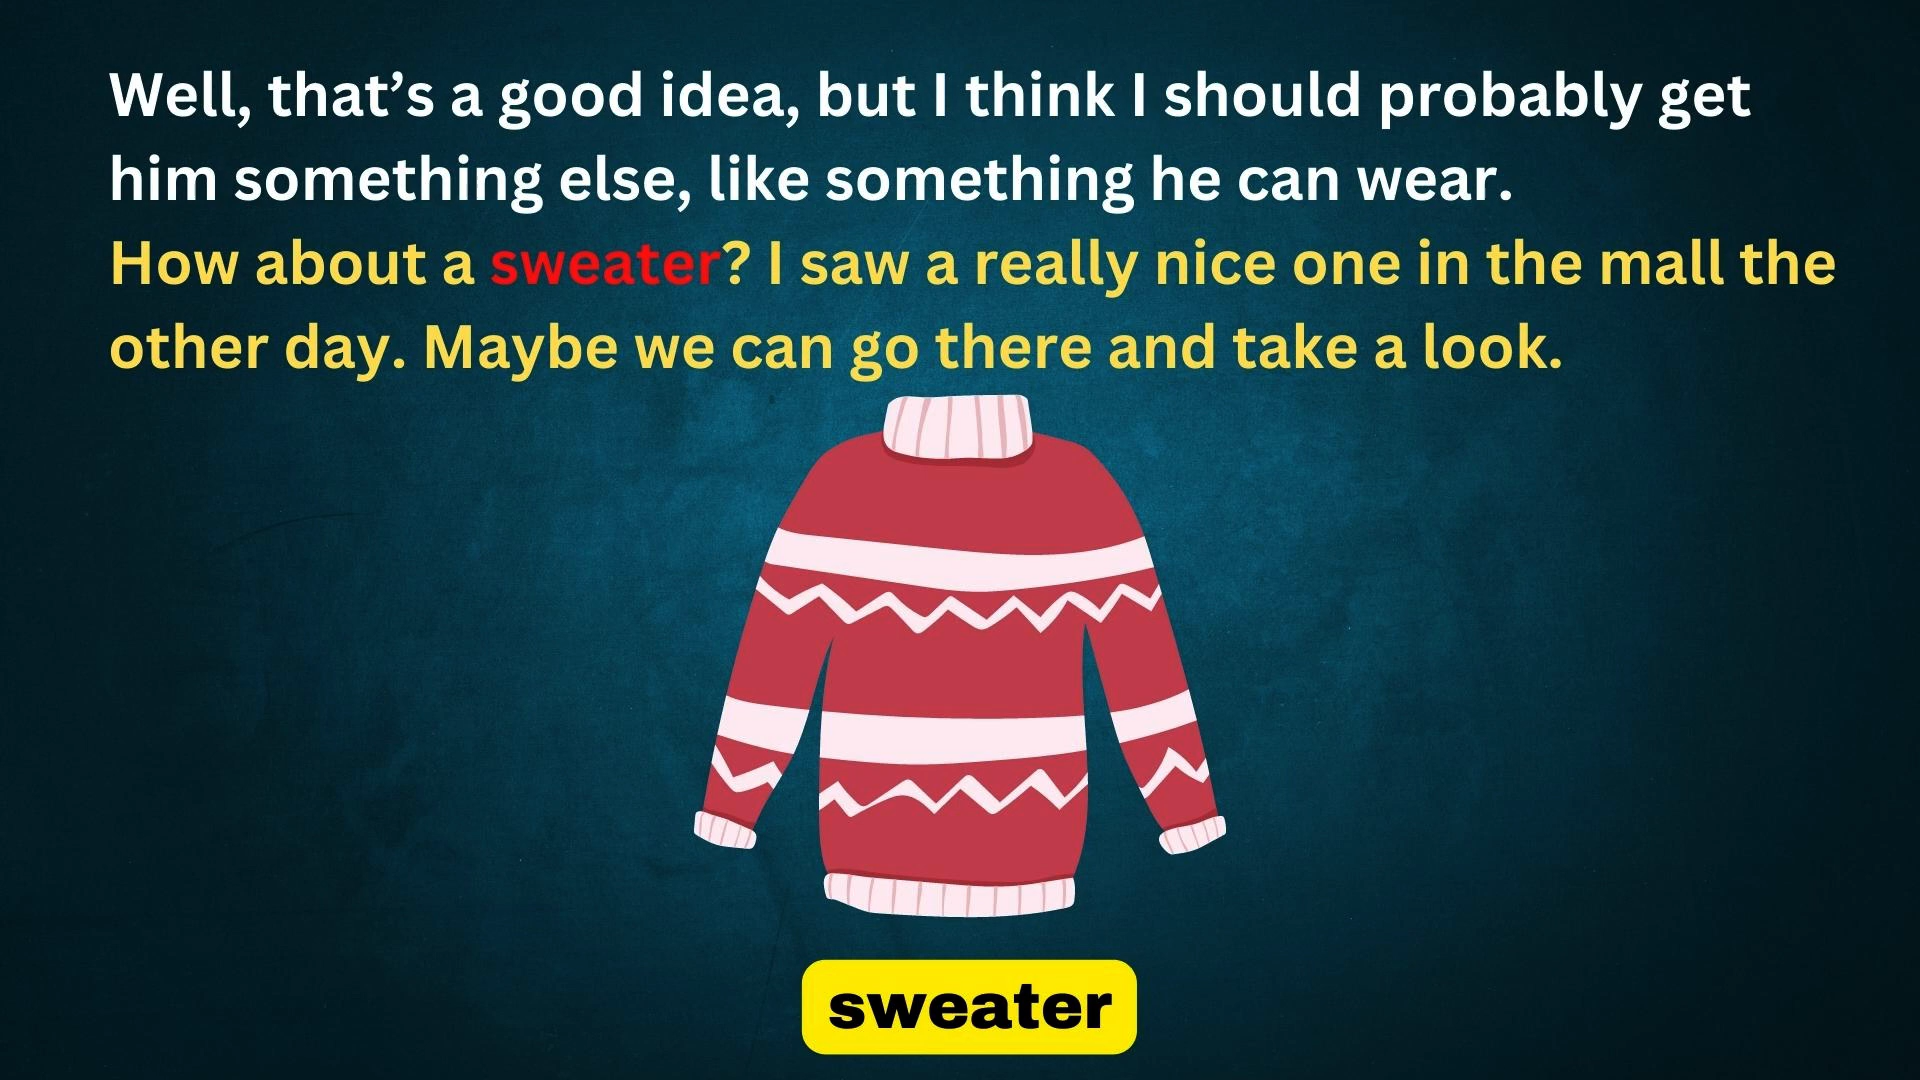 Well, that’s a good idea, but I think I should probably get
him something else, like something he can wear.
How about a sweater? I saw a really nice one in the mall the
other day. Maybe we can go there and take a look.
sweater